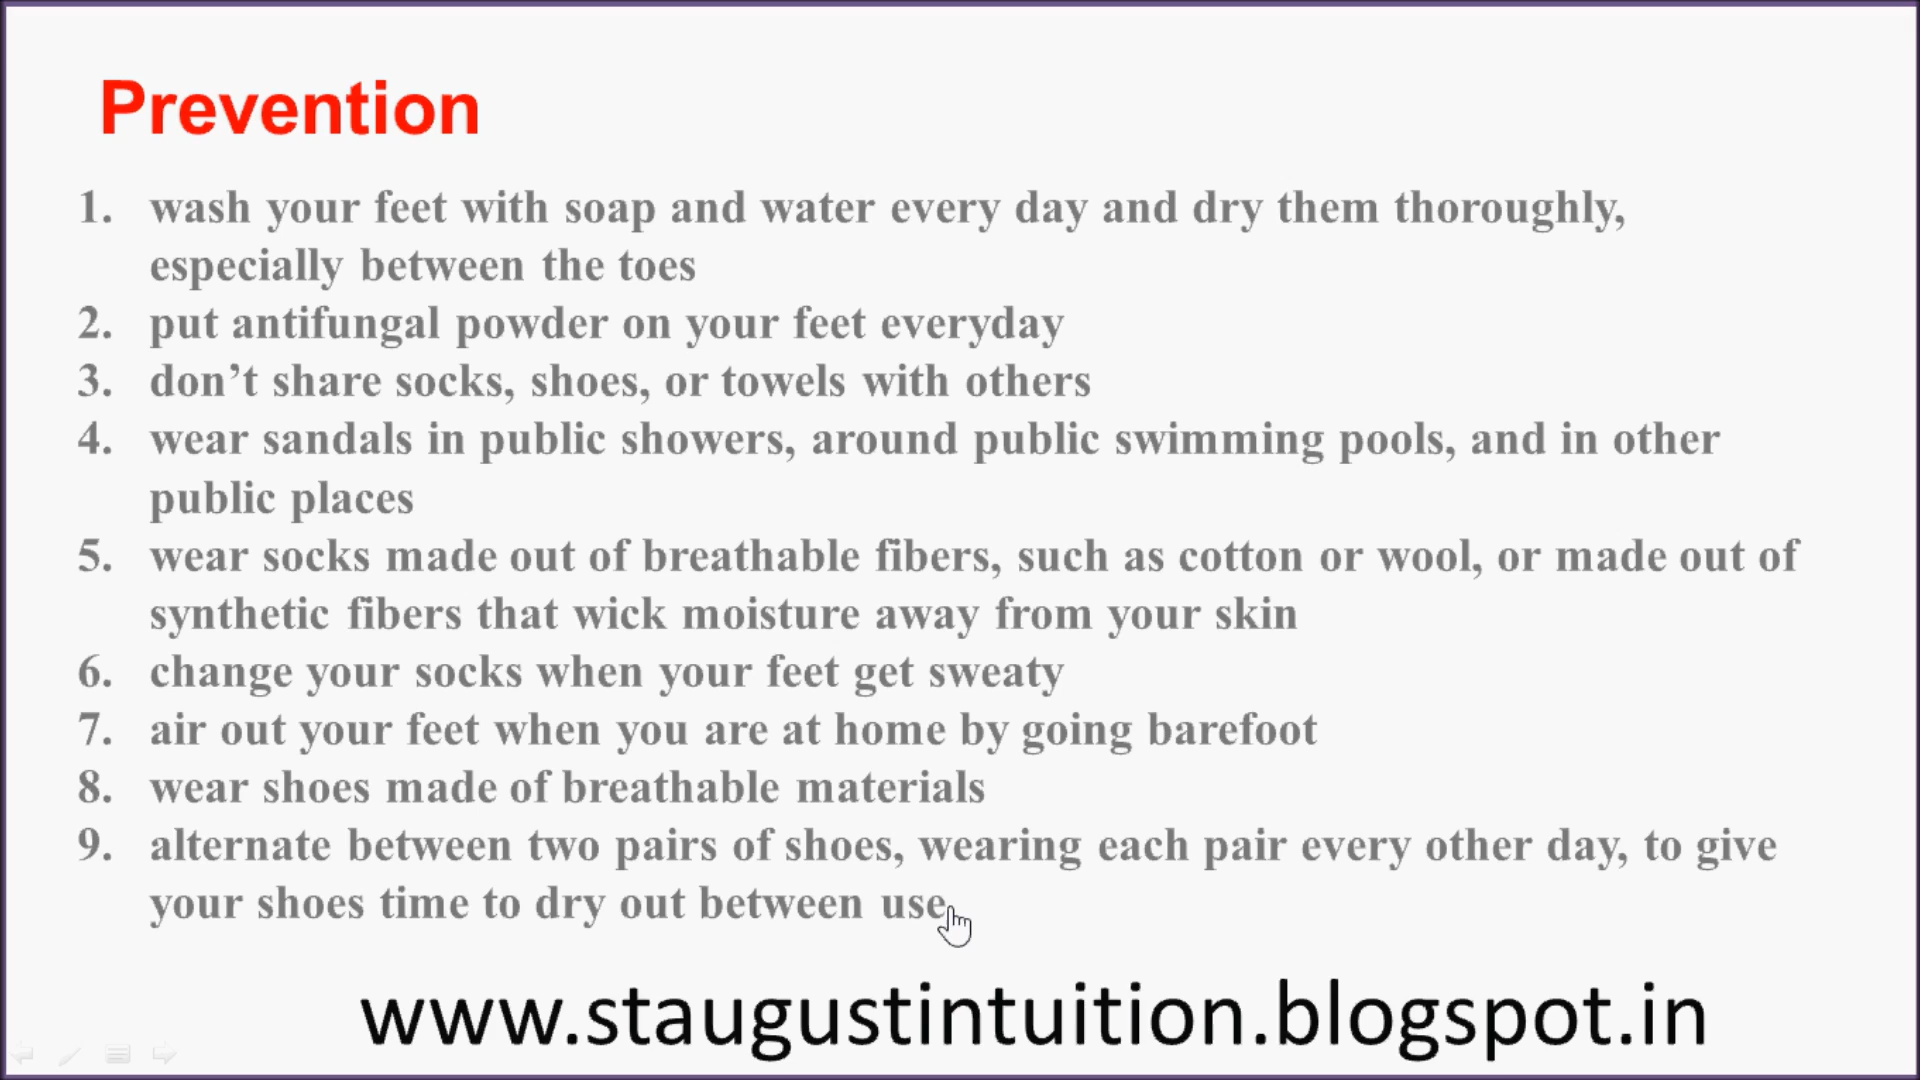 Prevention
1. wash your feet with soap and water every day and dry them thoroughly,
especially between the toes
2. put antifungal powder on your feet everyday
3. don’t share socks, shoes, or towels with others
4. wear sandals in public showers, around public swimming pools, and in other
public places
5. wear socks made out of breathable fibers, such as cotton or wool, or made out of
synthetic fibers that wick moisture away from your skin
6. change your socks when your feet get sweaty
7. air out your feet when you are at home by going barefoot
8. wear shoes made of breathable materials
9. alternate between two pairs of shoes, wearing each pair every other day, to give
your shoes time to dry out between use
www.staugustintuition.blogspot.in